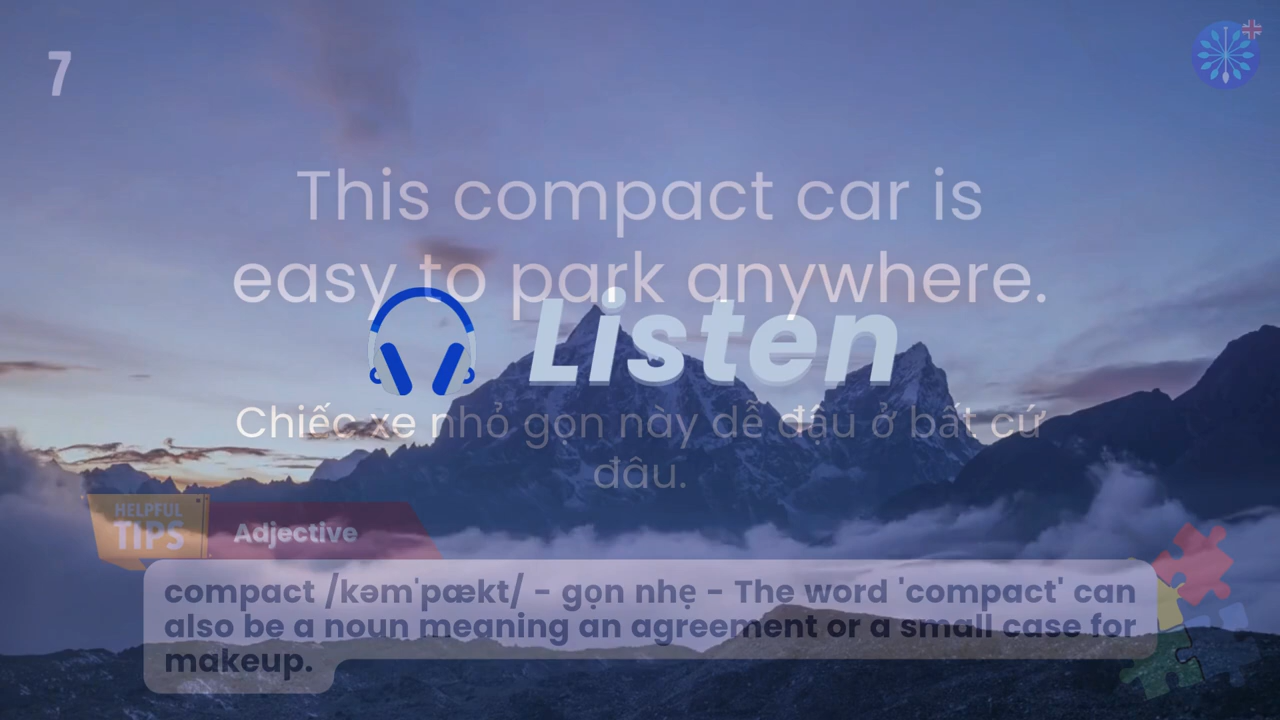 7
This compact car is
easy to park anywhere.
Listen
Chiếc xe nhỏ gọn này dễ đậu ở bất cứ
đâu.
HELPFUL
TIPS
Adjective
compact /kəmˈpækt/ - gọn nhẹ - The word 'compact' can
also be a noun meaning an agreement or a small case for
makeup.